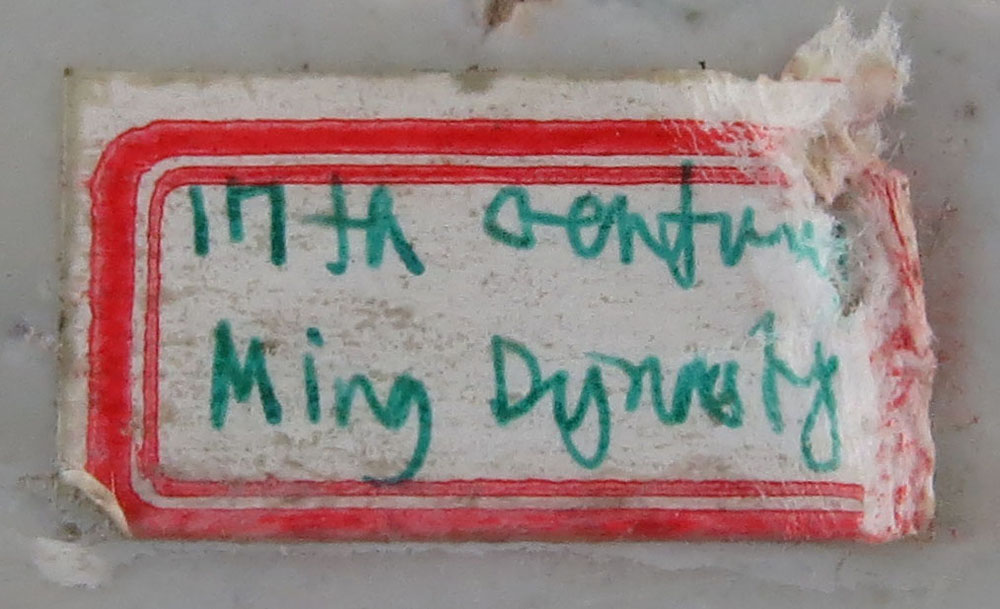 17th Century
Ming Dynasty